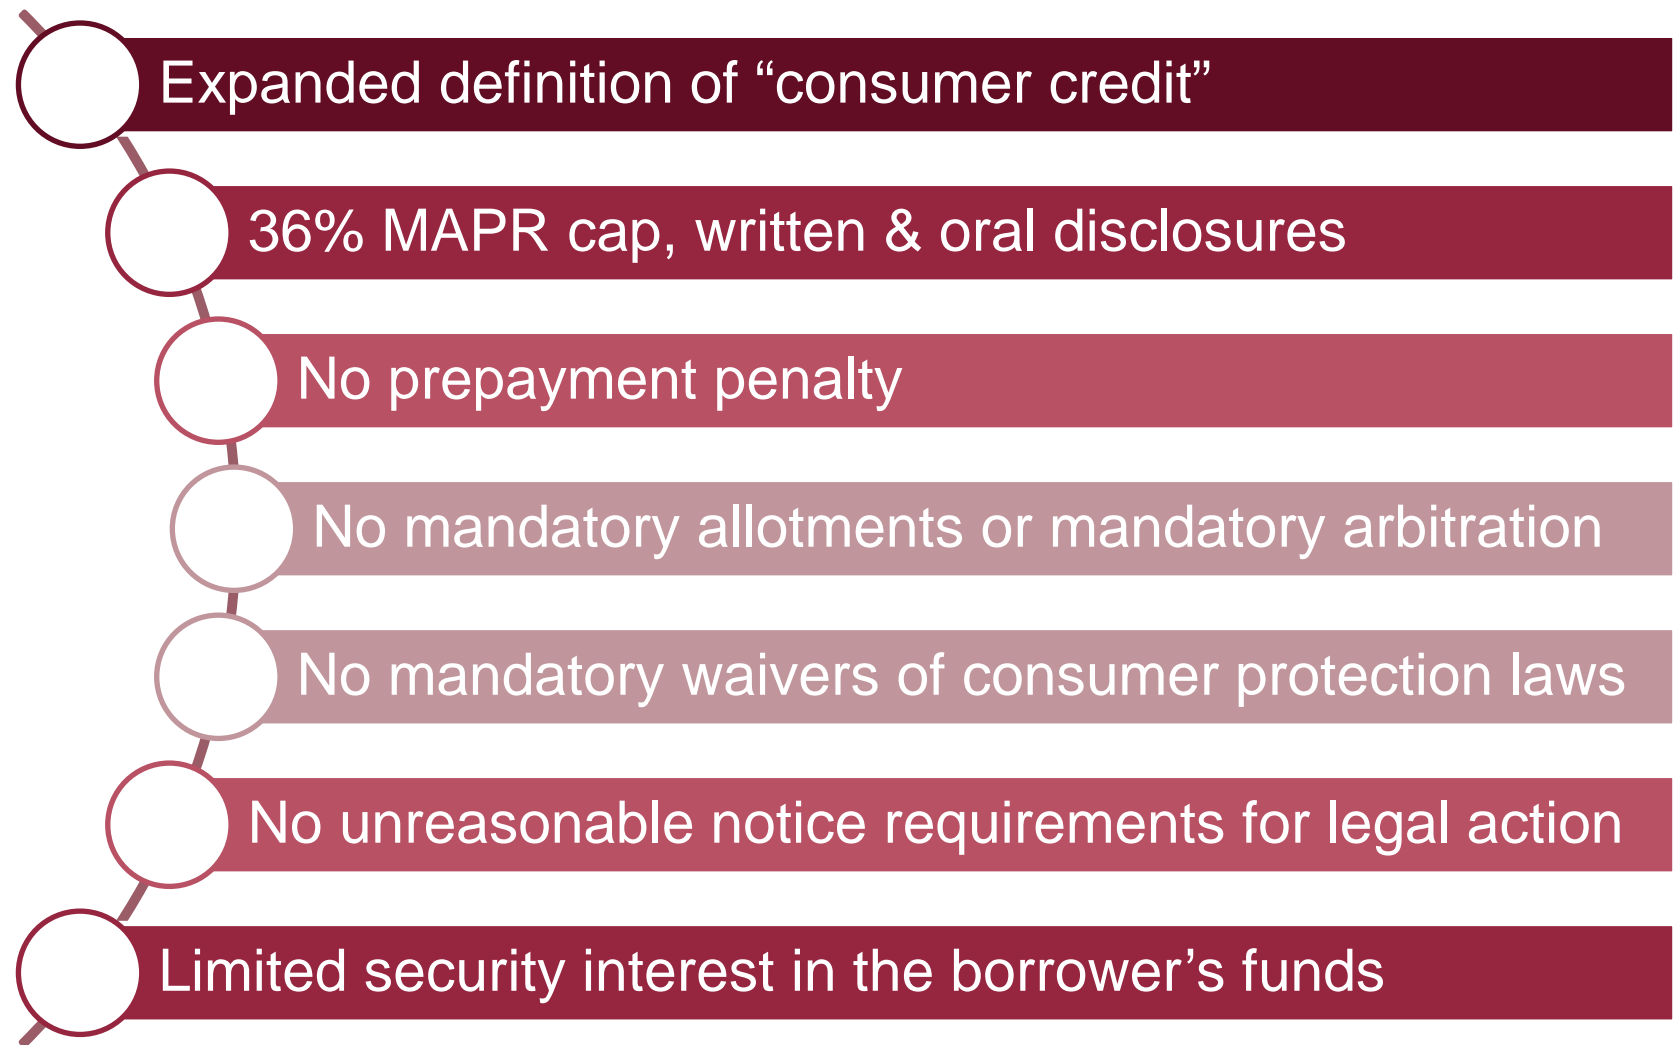 Expanded definition of “consumer credit”
36% MAPR cap, written & oral disclosures
No prepayment penalty
No mandatory allotments or mandatory arbitration
No mandatory waivers of consumer protection laws
No unreasonable notice requirements for legal action
Limited security interest in the borrower’s funds